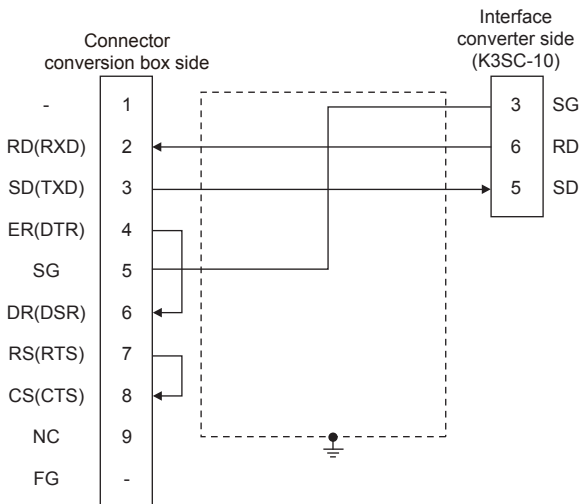 Interface
converter side
(K3SC-10)
Connector
conversion box side
- 1
3 SG
RD(RXD) 2
6 RD
SD(TXD) 3
5 SD
ER(DTR) 4
SG 5
DR(DSR) 6
RS(RTS) 7
CS(CTS) 8
NC 9
FG -